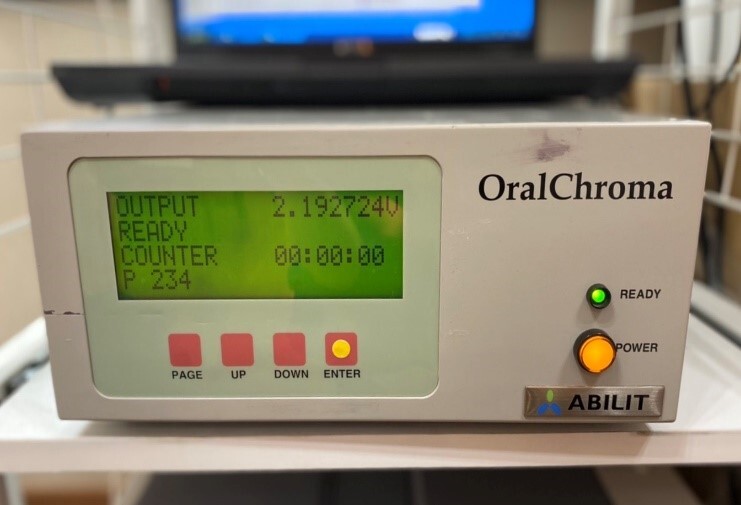 OUTPUT 2.192724V
READY
COUNTER 00:00:00
P 234
PAGE UP DOWN ENTER
OralChroma
READY
POWER
ABILIT